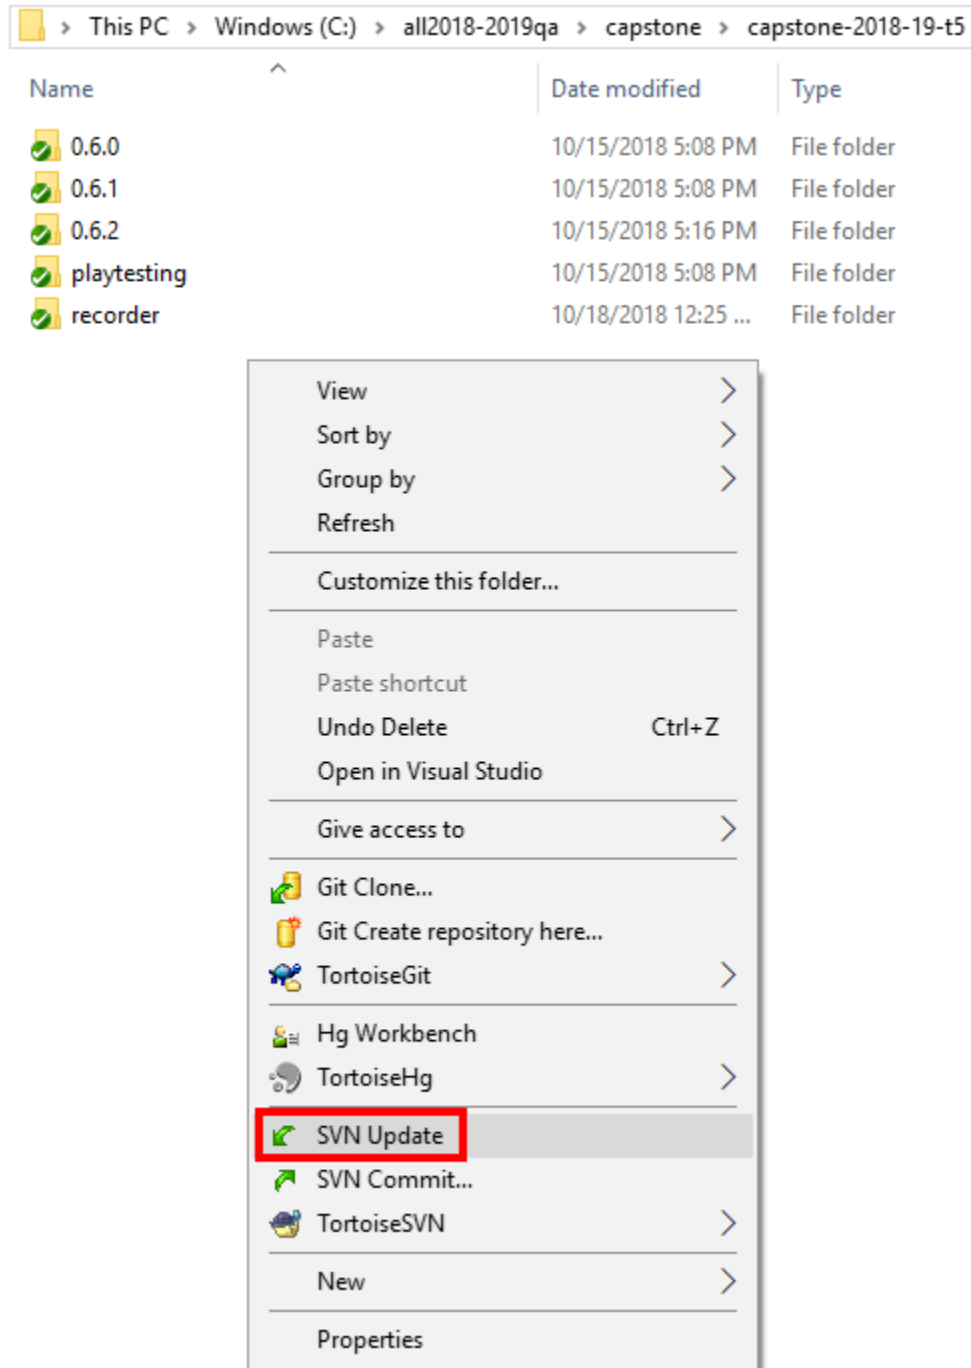 This PC > Windows (C:) > all2018-2019qa > capstone > capstone-2018-19-t5
Name Date modified Type
0.6.0 10/15/2018 5:08 PM File folder
0.6.1 10/15/2018 5:08 PM File folder
0.6.2 10/15/2018 5:16 PM File folder
playtesting 10/15/2018 5:08 PM File folder
recorder 10/18/2018 12:25 ... File folder
View
Sort by
Group by
Refresh
Customize this folder...
Paste
Paste shortcut
Undo Delete Ctrl+Z
Open in Visual Studio
Give access to
Git Clone...
Git Create repository here...
TortoiseGit
Hg Workbench
TortoiseHg
SVN Update
SVN Commit...
TortoiseSVN
New
Properties